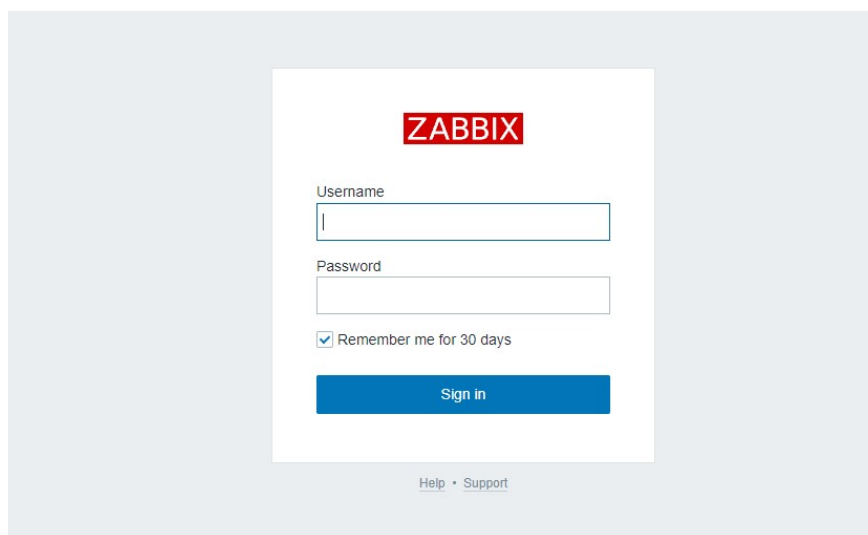 ZABBIX
Username
Password
Remember me for 30 days
Sign in
Help • Support